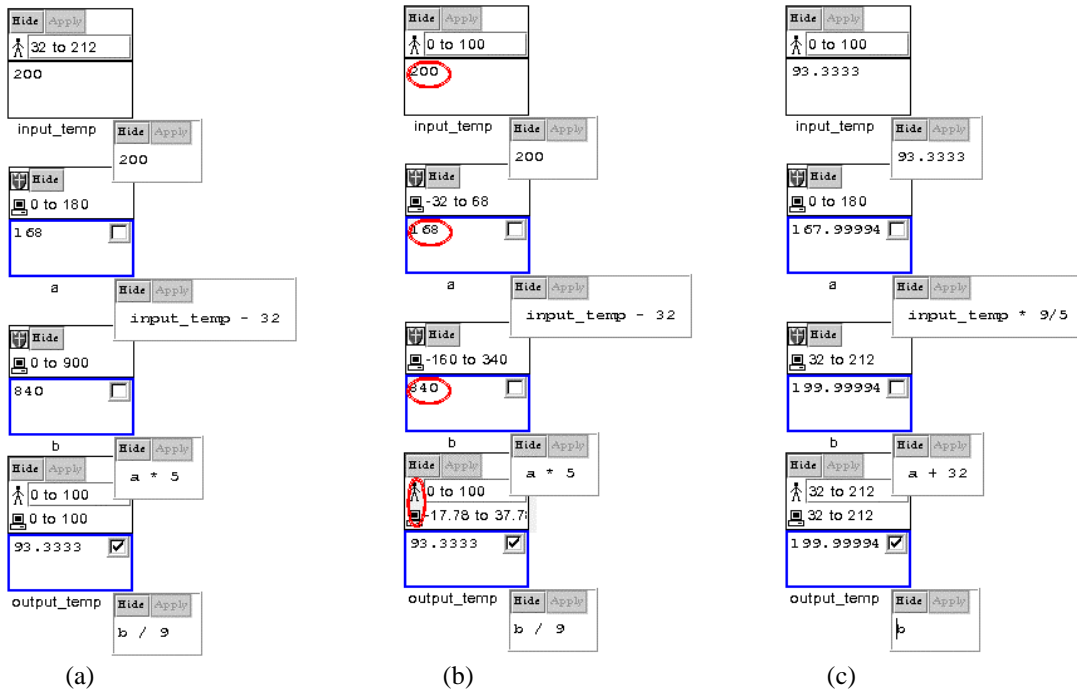 Hide Apply
32 to 212
200
input_temp
Hide Apply
200
Hide
0 to 180
168
a
Hide Apply
input_temp - 32
Hide
0 to 900
840
b
Hide Apply
a * 5
Hide Apply
0 to 100
0 to 100
93.3333
output_temp
Hide Apply
b / 9
(a)
Hide Apply
0 to 100
200
input_temp
Hide Apply
200
Hide
-32 to 68
168
a
Hide Apply
input_temp - 32
Hide
-160 to 340
840
b
Hide Apply
a * 5
Hide Apply
0 to 100
-17.78 to 37.7
93.3333
output_temp
Hide Apply
b / 9
(b)
Hide Apply
0 to 100
93.3333
input_temp
Hide Apply
93.3333
Hide
0 to 180
167.99994
a
Hide Apply
input_temp * 9/5
Hide
32 to 212
199.99994
b
Hide Apply
a + 32
Hide Apply
32 to 212
32 to 212
199.99994
output_temp
Hide Apply
b
(c)